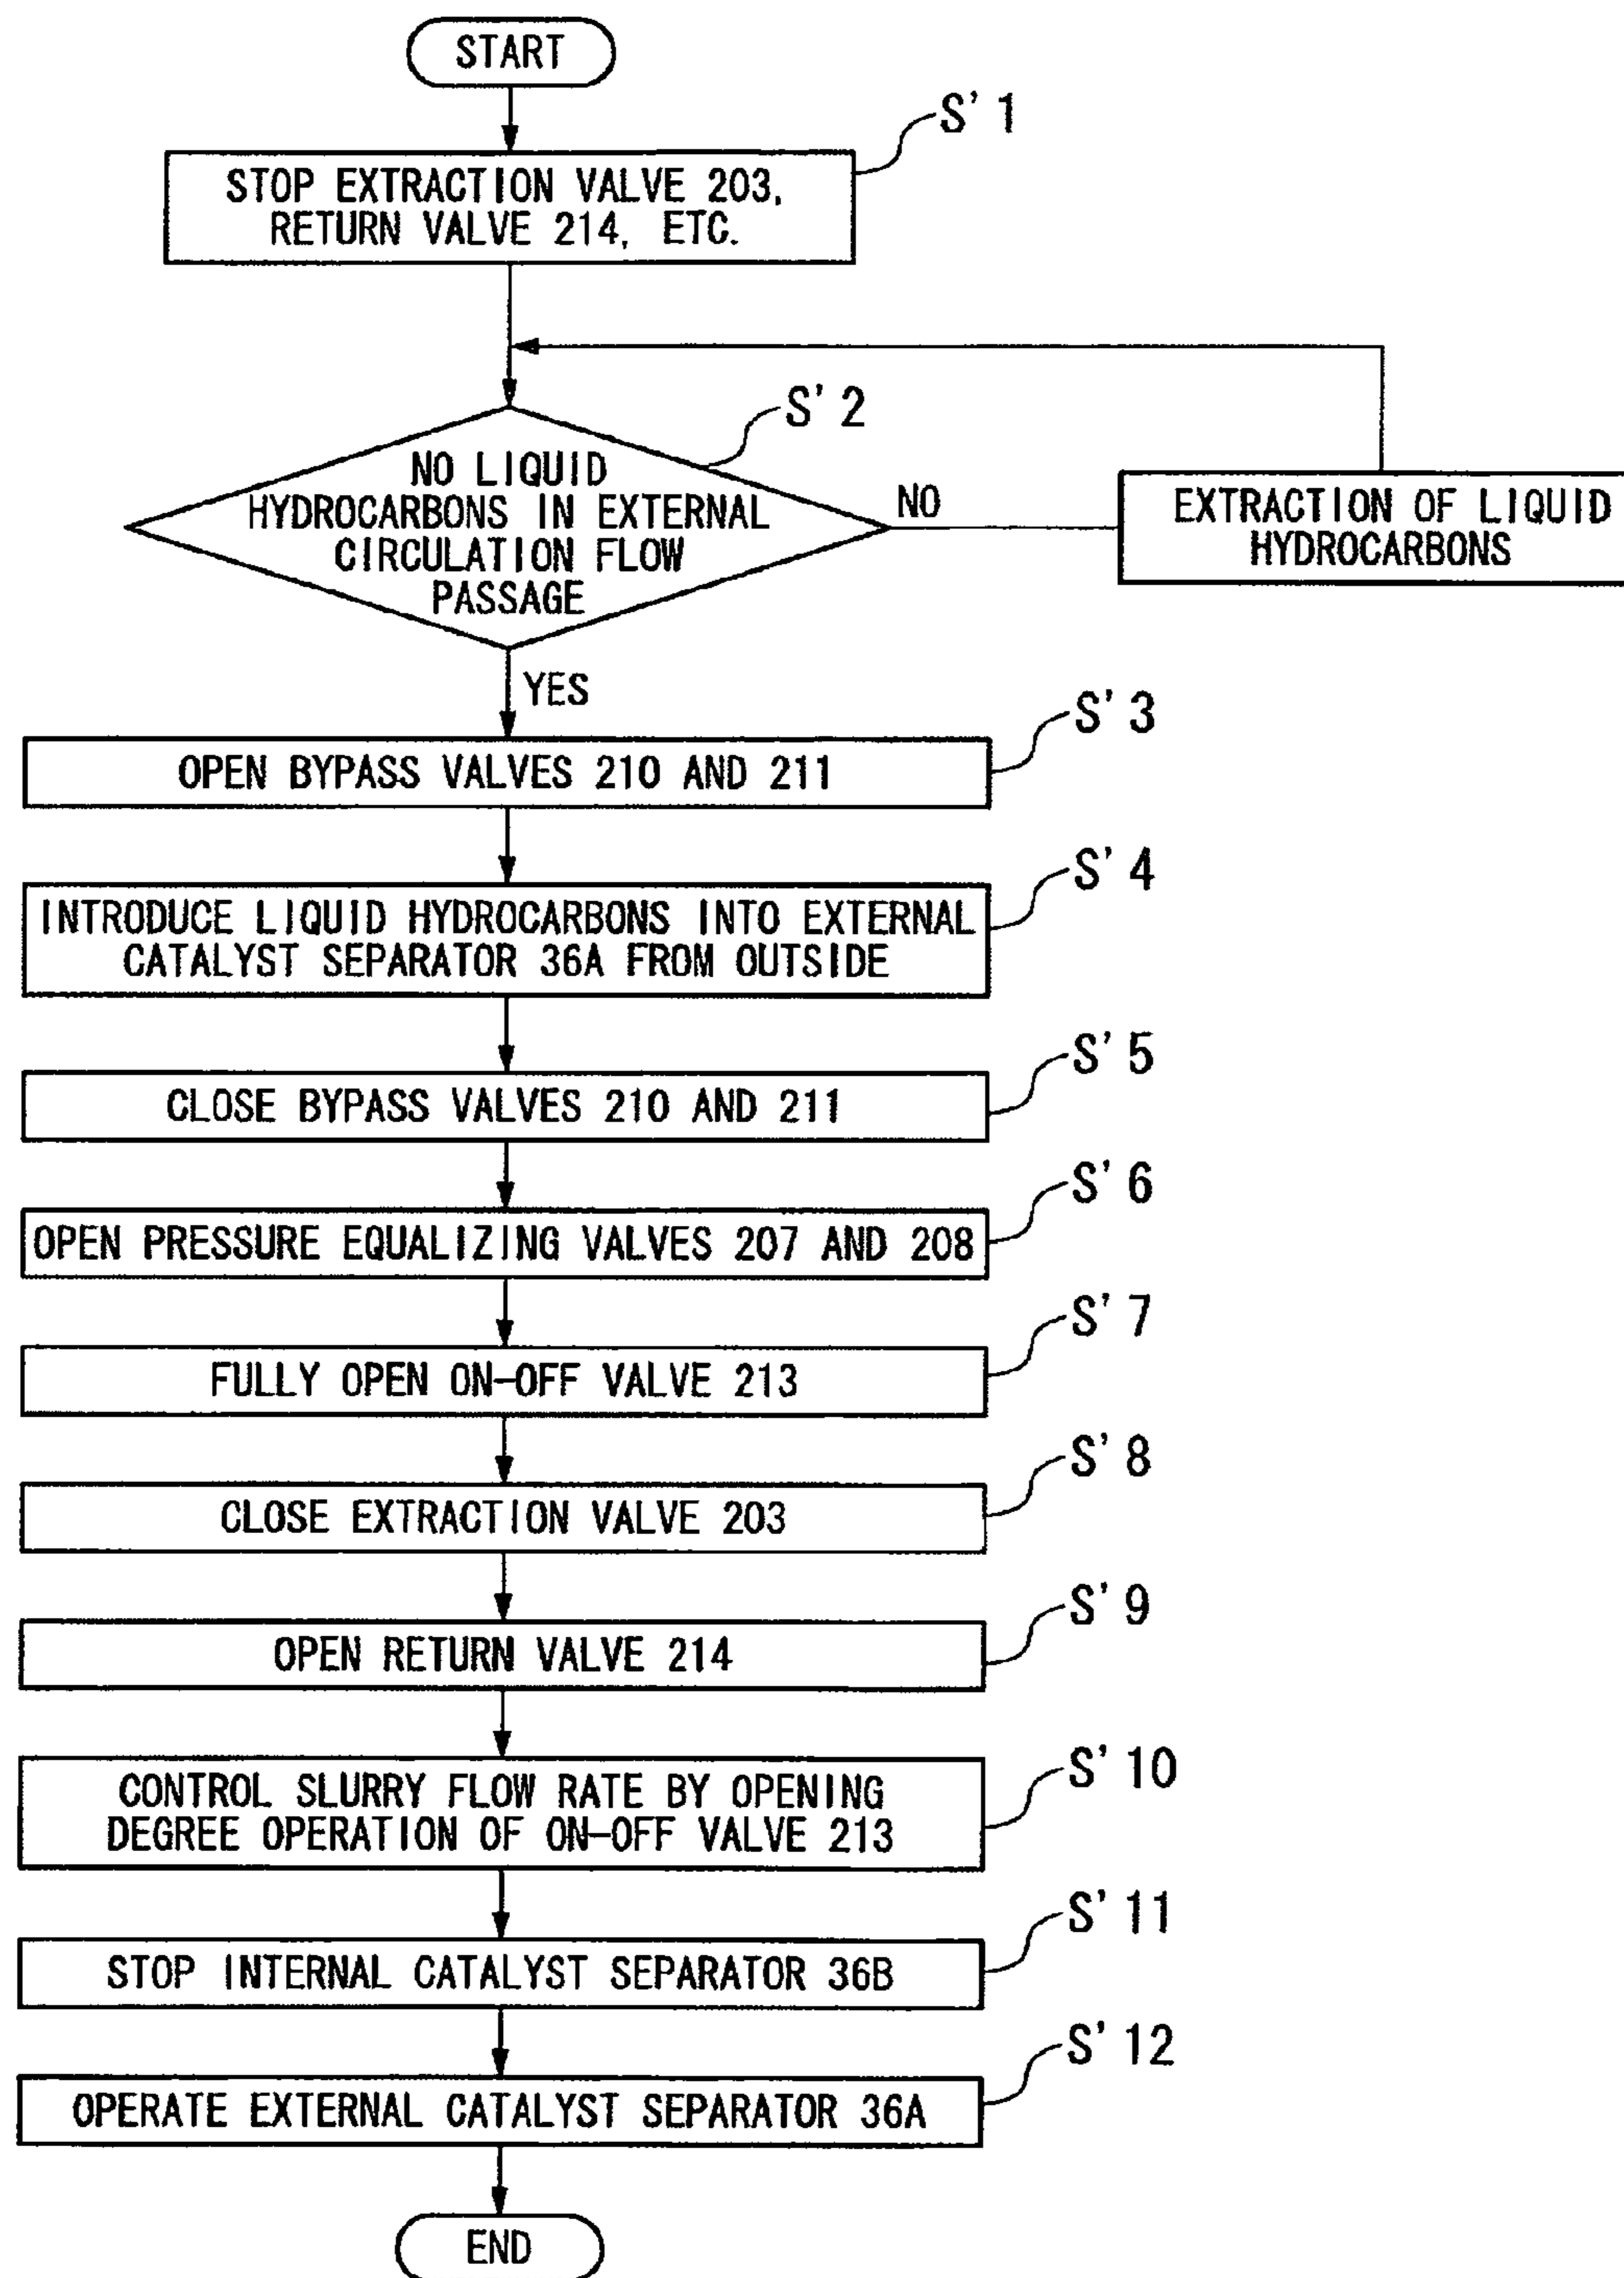 START
S'1
STOP EXTRACTION VALVE 203,
RETURN VALVE 214, ETC.
S'2
NO LIQUID
HYDROCARBONS IN EXTERNAL
CIRCULATION FLOW
PASSAGE
NO
EXTRACTION OF LIQUID
HYDROCARBONS
YES
S'3
OPEN BYPASS VALVES 210 AND 211
S'4
INTRODUCE LIQUID HYDROCARBONS INTO EXTERNAL
CATALYST SEPARATOR 36A FROM OUTSIDE
S'5
CLOSE BYPASS VALVES 210 AND 211
S'6
OPEN PRESSURE EQUALIZING VALVES 207 AND 208
S'7
FULLY OPEN ON-OFF VALVE 213
S'8
CLOSE EXTRACTION VALVE 203
S'9
OPEN RETURN VALVE 214
S'10
CONTROL SLURRY FLOW RATE BY OPENING
DEGREE OPERATION OF ON-OFF VALVE 213
S'11
STOP INTERNAL CATALYST SEPARATOR 36B
S'12
OPERATE EXTERNAL CATALYST SEPARATOR 36A
END